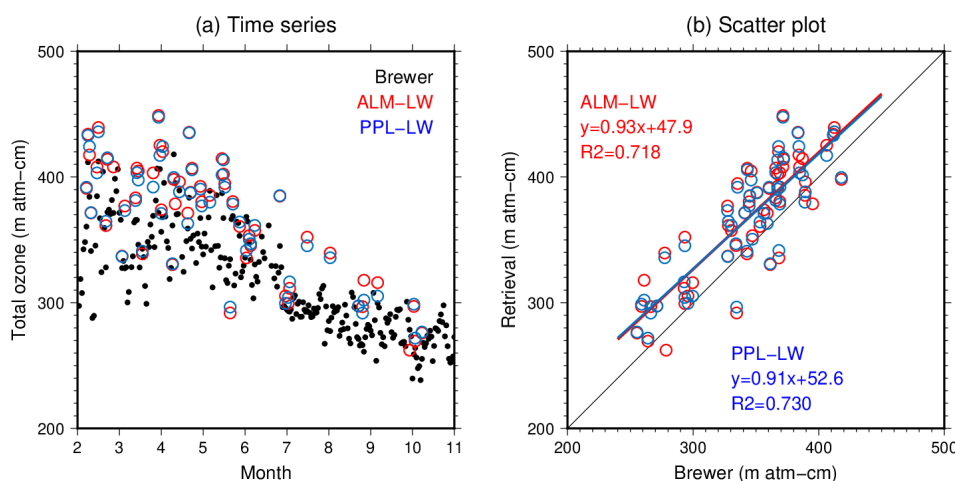 (a) Time series
500
400
300
200
Total ozone (m atm−cm)
2 3 4 5 6 7 8 9 10 11
Month
Brewer
ALM−LW
PPL−LW
(b) Scatter plot
500
400
300
200
Retrieval (m atm−cm)
200 300 400 500
Brewer (m atm−cm)
ALM−LW
y=0.93x+47.9
R2=0.718
PPL−LW
y=0.91x+52.6
R2=0.730